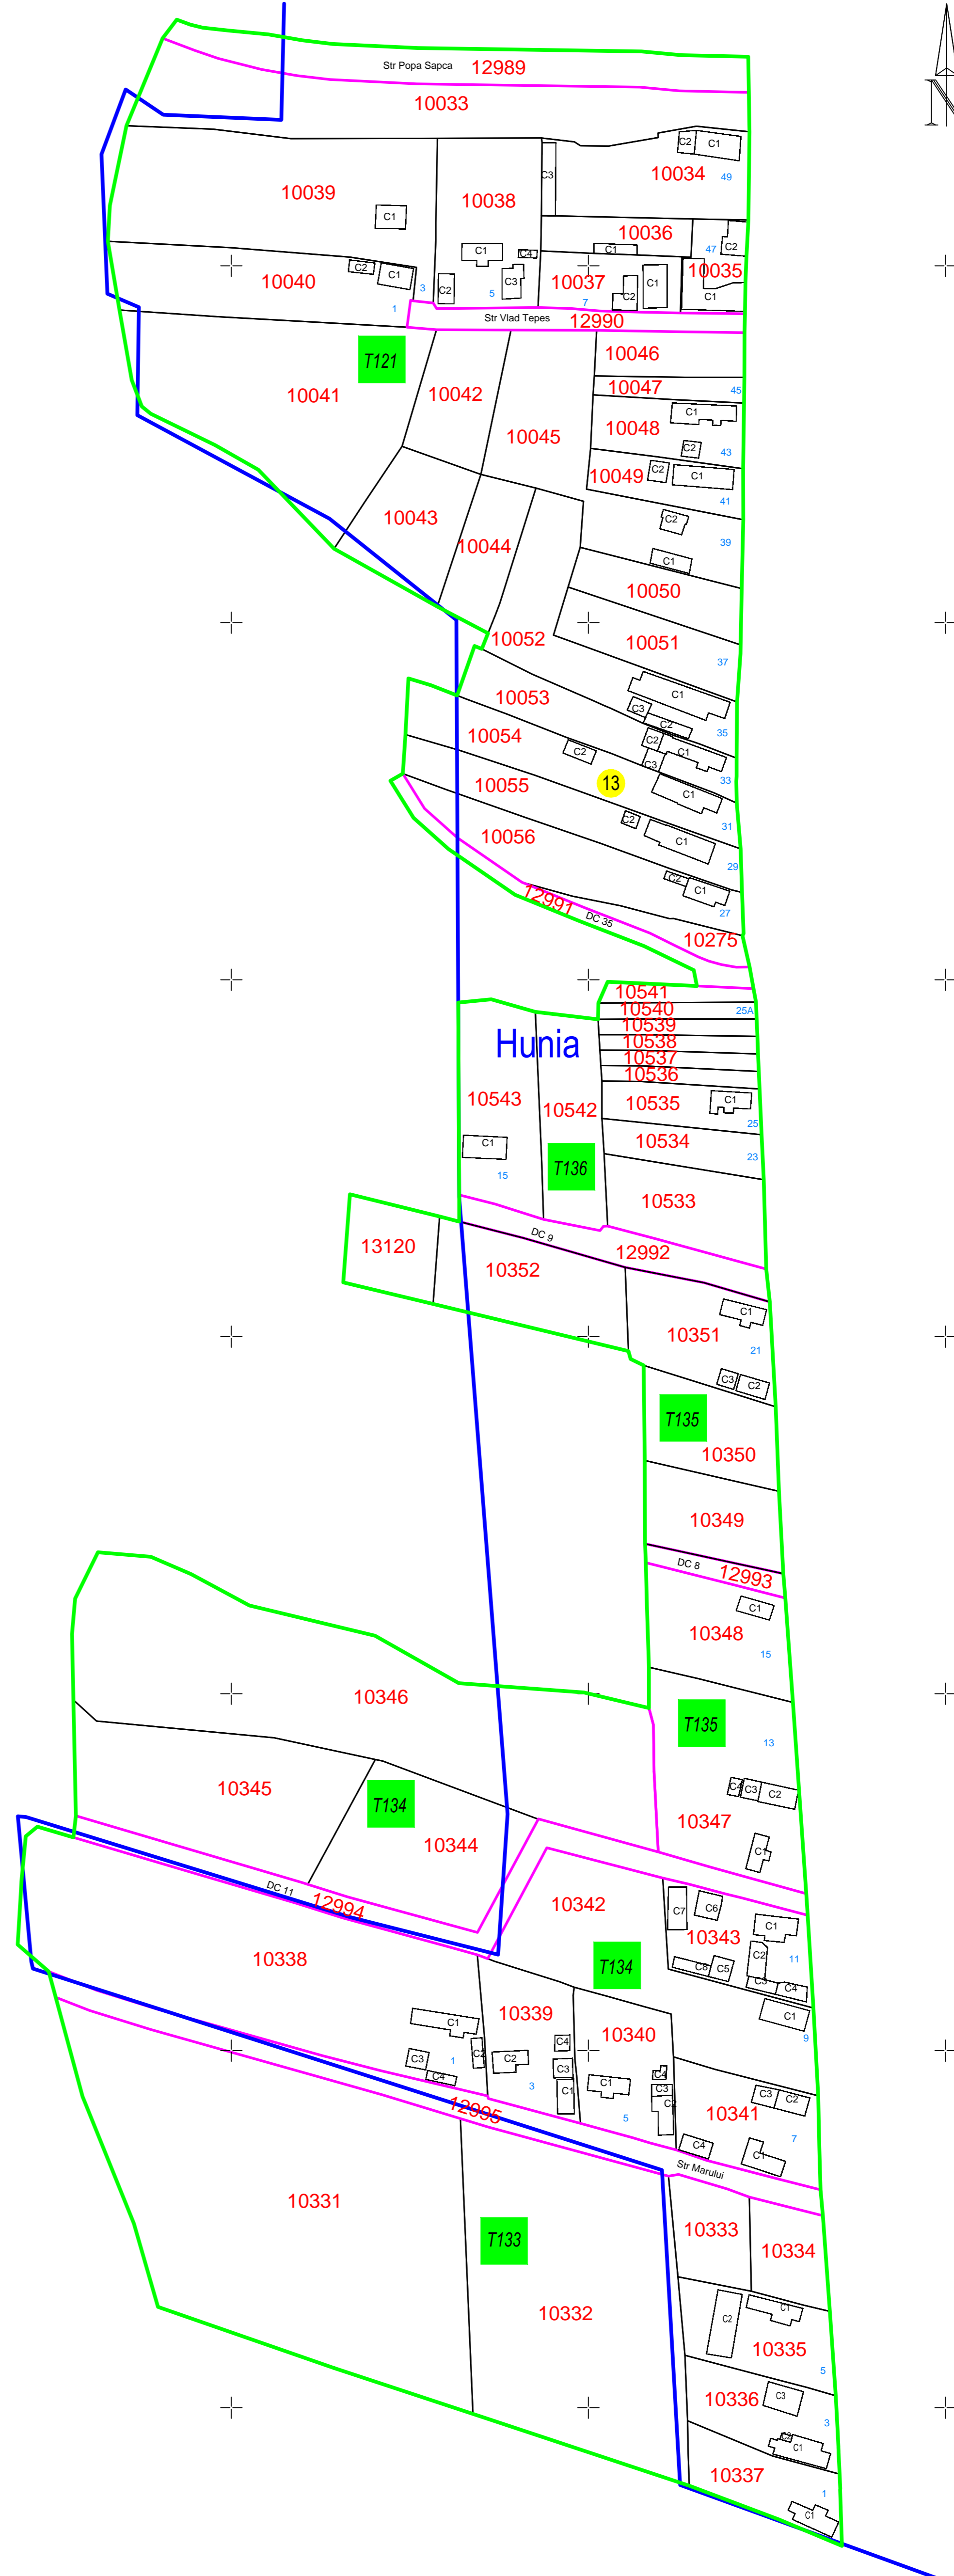 Str Popa Sapca 12989
10033
N
C2 C1
10034 49
C3
10039
10038
C1
10036
C1
47
C2
C1
C4
10040
C2
C1
3
C2
C3
5
10037
C1
C2
7
10035
C1
1
Str Vlad Tepes 12990
T121
10046
10041
10042
10047 45
C1
10045
10048
C2 43
10049
C2
C1
41
10043
C2
10044
39
C1
10050
10052
10051
37
10053
C1
C3
C2
35
10054
C2
C2
C1
C3
33
10055
13
C1
31
10056
C2
C1
29
C2
C1
27
12991
DC 35
10275
10541
10540 25A
10539
Hunia
10538
10537
10536
10543
10542
10535
C1
25
C1
10534
23
15
T136
10533
DC 9
12992
13120
10352
C1
10351
21
C3 C2
T135
10350
10349
DC 8 12993
C1
10348
15
10346
T135
13
10345
T134
C4 C3 C2
10347
10344
C1
DC 11
12994
10342
C7
C6
C1
10343
10338
T134
C2
11
C8 C5
C3
C4
10339
C1
C1
10340
9
C4
C2
C3
C2
1
C3
C4
C4
C1
C3
C3 C2
3
C1
C2
10341
12995
5
7
C4
C1
Str Marului
10331
10333
T133
10334
10332
C1
C2
10335
5
10336
C3
3
C2
C1
10337
1
C1